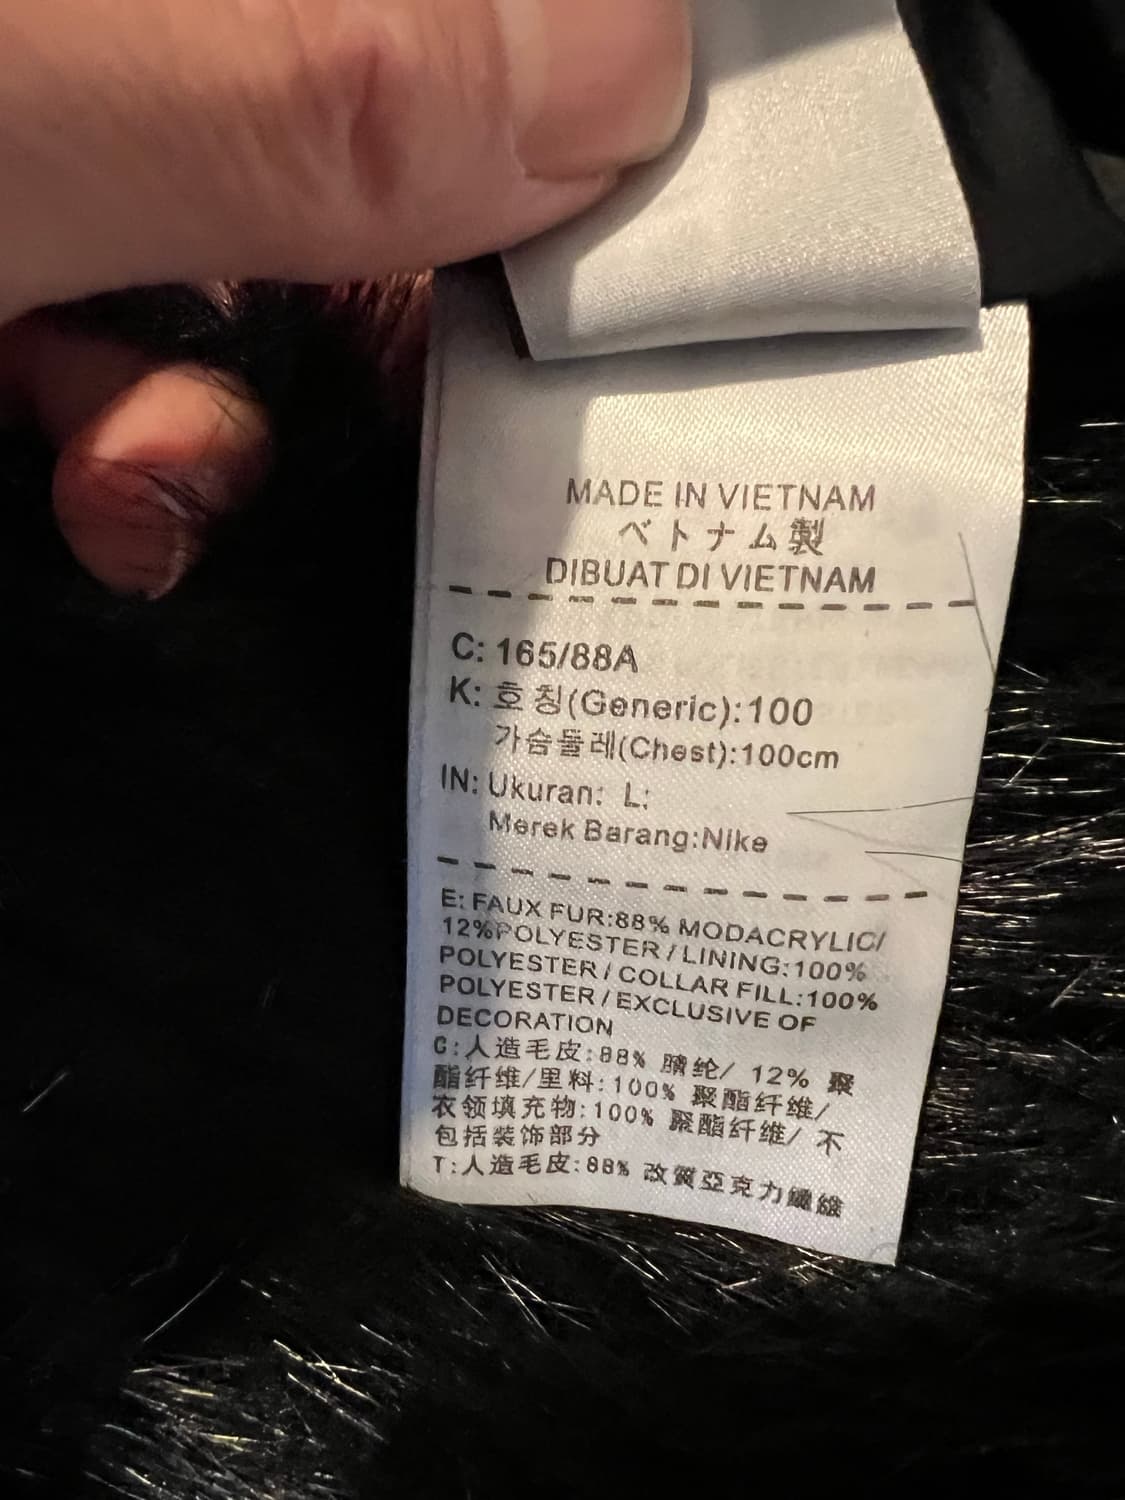 MADE IN VIETNAM
ベトナム製
DIBUAT DI VIETNAM
C: 165/88A
K: 호칭(Generic):100
가슴둘레(Chest):100cm
IN: Ukuran: L:
Merek Barang:Nike
E: FAUX FUR:88% MODACRYLIC/
12%POLYESTER / LINING:100%
POLYESTER / COLLAR FILL:100%
POLYESTER / EXCLUSIVE OF
DECORATION
C:人造毛皮:88% 腈纶/ 12% 聚
酯纤维/里料:100% 聚酯纤维/
衣领填充物:100% 聚酯纤维/ 不
包括装饰部分
T:人造毛皮:88% 改質亞克力纖維